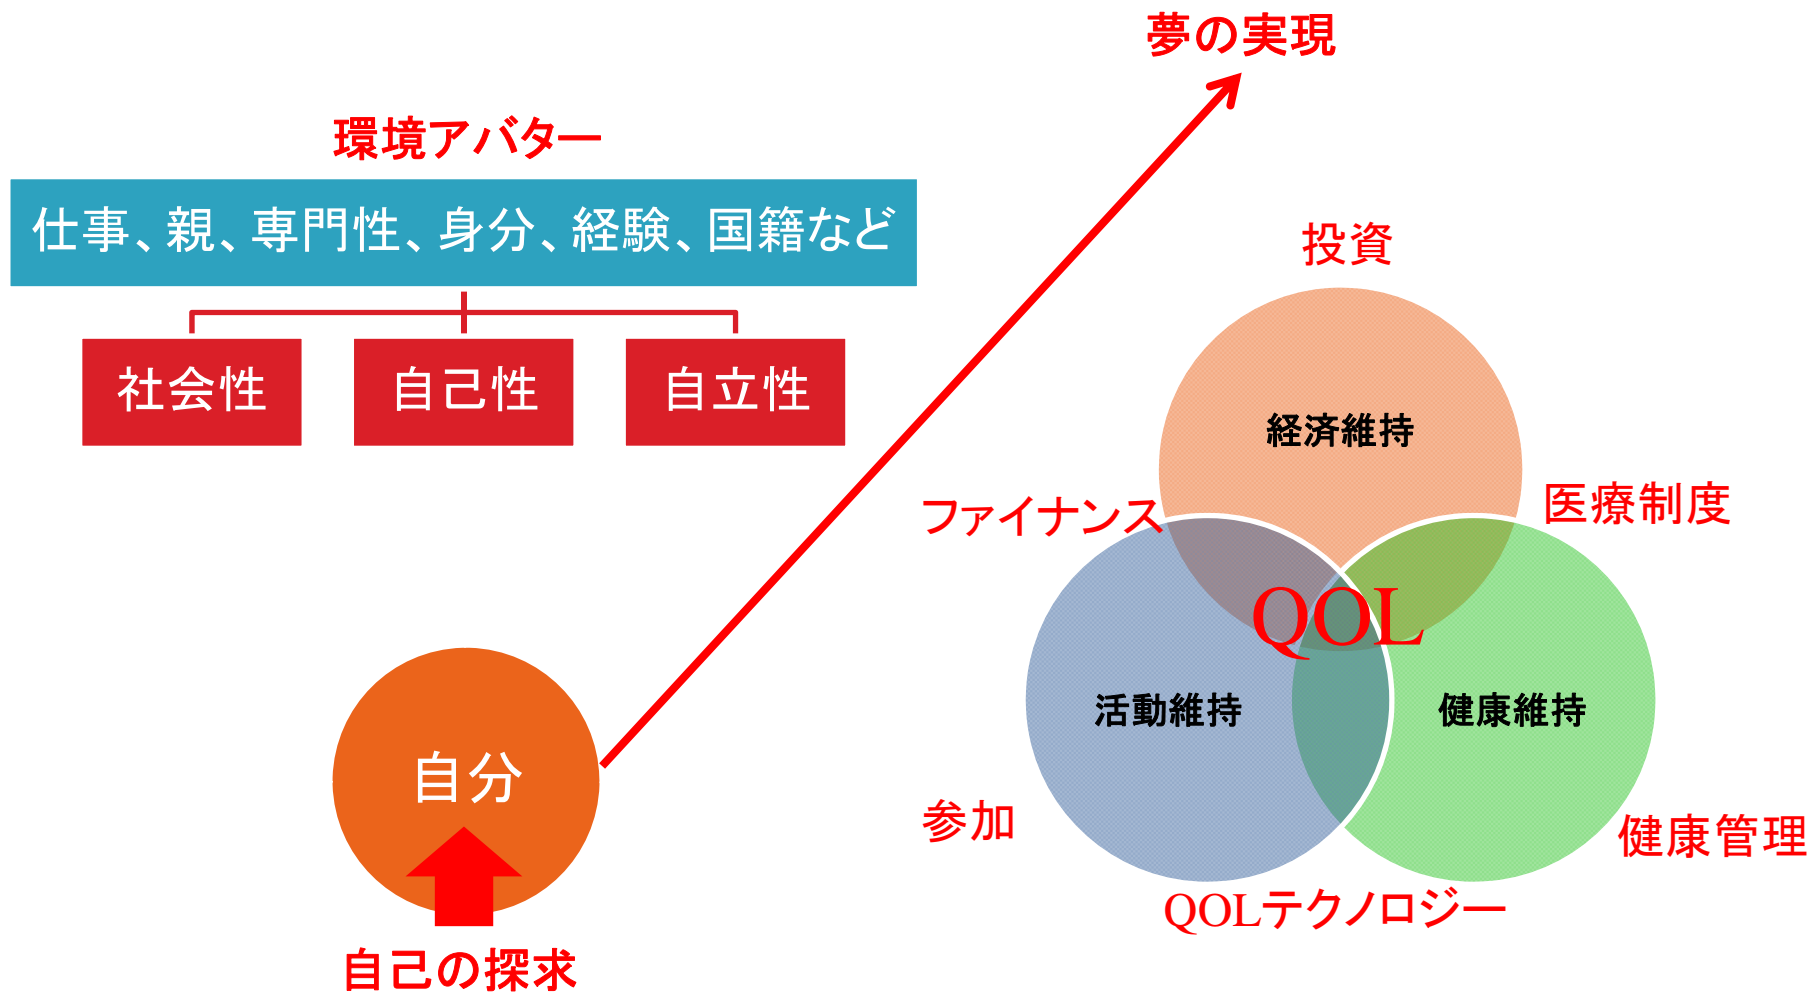 夢の実現
環境アバター
仕事、親、専門性、身分、経験、国籍など
社会性
自己性
自立性
投資
経済維持
ファイナンス
医療制度
QOL
活動維持
健康維持
自分
参加
健康管理
QOLテクノロジー
自己の探求